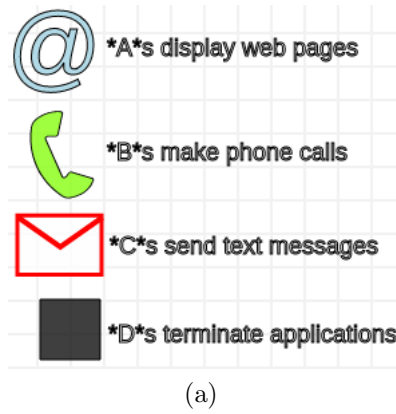 *A*s display web pages
*B*s make phone calls
*C*s send text messages
*D*s terminate applications
(a)